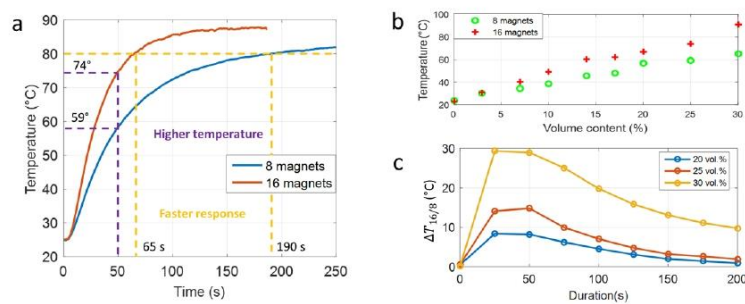 a
Temperature (°C)
90
80
70
60
50
40
30
20
74°
59°
Higher temperature
8 magnets
16 magnets
Faster response
65 s
190 s
0
50
100
150
200
250
Time (s)
b
Temperature (°C)
100
80
60
40
20
8 magnets
16 magnets
0
5
10
15
20
25
30
Volume content (%)
c
ΔT16/8 (°C)
30
20
10
0
20 vol.%
25 vol.%
30 vol.%
0
50
100
150
200
Duration(s)